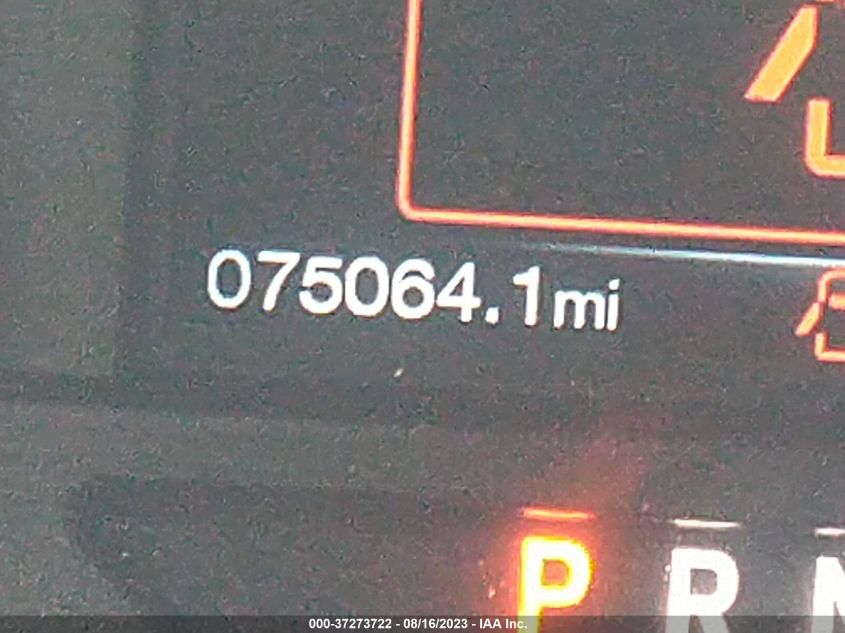 075064.1mi
P R N
000-37273722 - 08/16/2023 - IAA Inc.